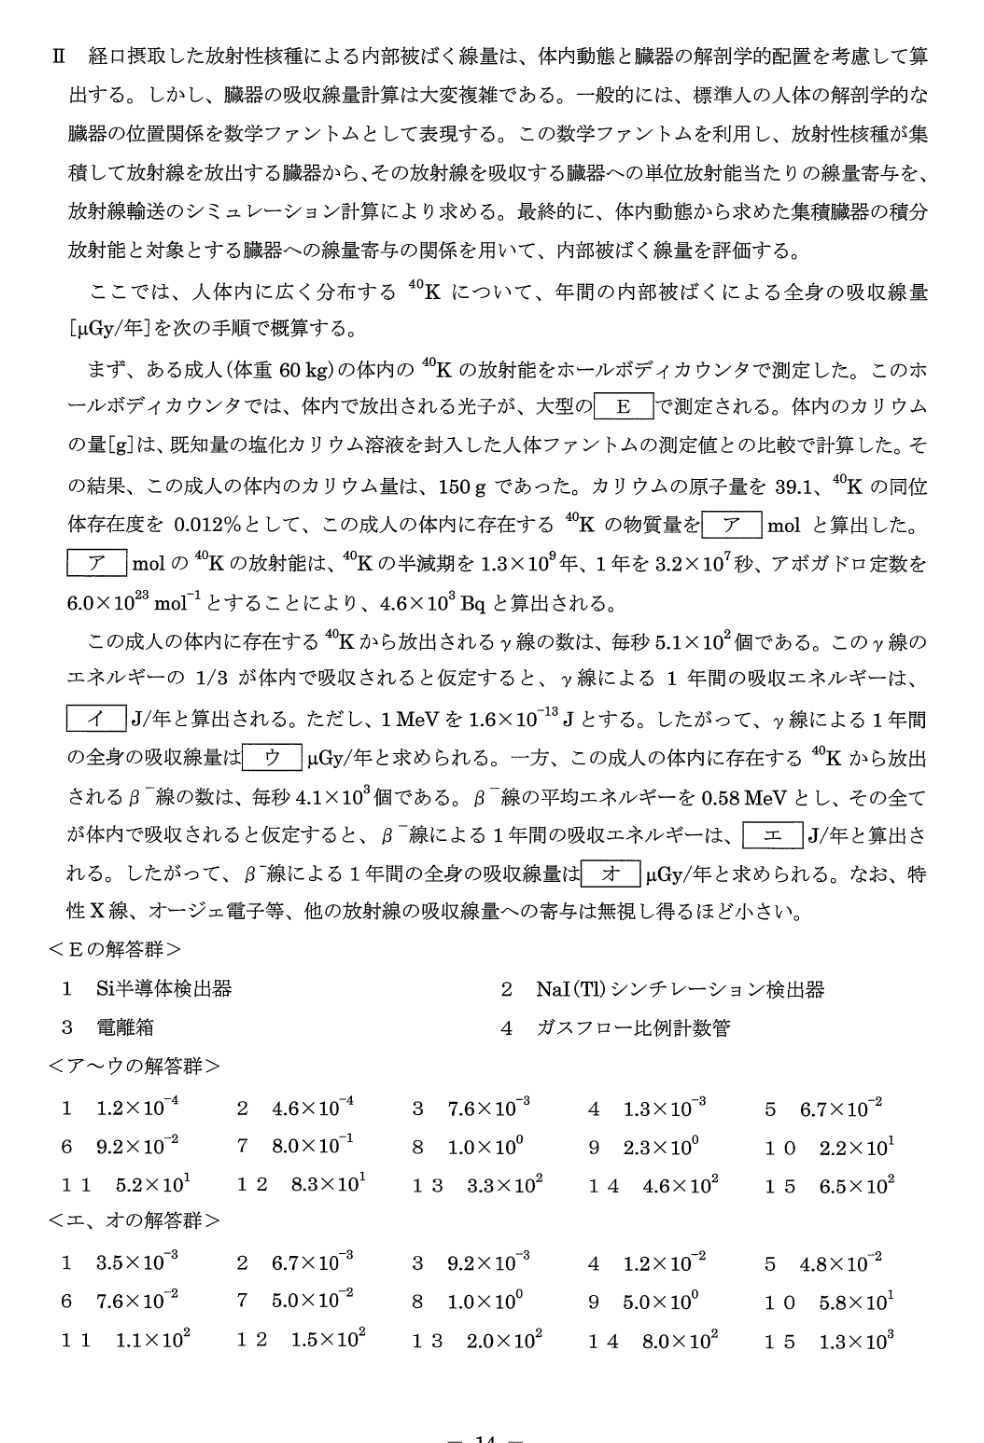 Ⅱ 経口摂取した放射性核種による内部被ばく線量は、体内動態と臓器の解剖学的配置を考慮して算
出する。しかし、臓器の吸収線量計算は大変複雑である。一般的には、標準人の人体の解剖学的な
臓器の位置関係を数学ファントムとして表現する。この数学ファントムを利用し、放射性核種が集
積して放射線を放出する臓器から、その放射線を吸収する臓器への単位放射能当たりの線量寄与を、
放射線輸送のシミュレーション計算により求める。最終的に、体内動態から求めた集積臓器の積分
放射能と対象とする臓器への線量寄与の関係を用いて、内部被ばく線量を評価する。
ここでは、人体内に広く分布する ⁴⁰K について、年間の内部被ばくによる全身の吸収線量
[μGy/年]を次の手順で概算する。
まず、ある成人(体重 60 kg)の体内の ⁴⁰K の放射能をホールボディカウンタで測定した。このホ
ールボディカウンタでは、体内で放出される光子が、大型の E で測定される。体内のカリウム
の量[g]は、既知量の塩化カリウム溶液を封入した人体ファントムの測定値との比較で計算した。そ
の結果、この成人の体内のカリウム量は、150 g であった。カリウムの原子量を 39.1、⁴⁰K の同位
体存在度を 0.012%として、この成人の体内に存在する ⁴⁰K の物質量を ア mol と算出した。
ア mol の ⁴⁰K の放射能は、⁴⁰K の半減期を 1.3×10⁹ 年、1 年を 3.2×10⁷ 秒、アボガドロ定数を
6.0×10²³ mol⁻¹ とすることにより、4.6×10³ Bq と算出される。
この成人の体内に存在する ⁴⁰K から放出される γ 線の数は、毎秒 5.1×10² 個である。この γ 線の
エネルギーの 1/3 が体内で吸収されると仮定すると、γ 線による 1 年間の吸収エネルギーは、
イ J/年と算出される。ただし、1 MeV を 1.6×10⁻¹³ J とする。したがって、γ 線による 1 年間
の全身の吸収線量は ウ μGy/年と求められる。一方、この成人の体内に存在する ⁴⁰K から放出
される β⁻線の数は、毎秒 4.1×10³ 個である。β⁻線の平均エネルギーを 0.58 MeV とし、その全て
が体内で吸収されると仮定すると、β⁻線による 1 年間の吸収エネルギーは、 エ J/年と算出さ
れる。したがって、β⁻線による 1 年間の全身の吸収線量は オ μGy/年と求められる。なお、特
性 X 線、オージェ電子等、他の放射線の吸収線量への寄与は無視し得るほど小さい。
＜E の解答群＞
1 Si半導体検出器 2 NaI(Tl)シンチレーション検出器
3 電離箱 4 ガスフロー比例計数管
＜ア～ウの解答群＞
1 1.2×10⁻⁴ 2 4.6×10⁻⁴ 3 7.6×10⁻³ 4 1.3×10⁻³ 5 6.7×10⁻²
6 9.2×10⁻² 7 8.0×10⁻¹ 8 1.0×10⁰ 9 2.3×10⁰ 10 2.2×10¹
11 5.2×10¹ 12 8.3×10¹ 13 3.3×10² 14 4.6×10² 15 6.5×10²
＜エ、オの解答群＞
1 3.5×10⁻³ 2 6.7×10⁻³ 3 9.2×10⁻³ 4 1.2×10⁻² 5 4.8×10⁻²
6 7.6×10⁻² 7 5.0×10⁻² 8 1.0×10⁰ 9 5.0×10⁰ 10 5.8×10¹
11 1.1×10² 12 1.5×10² 13 2.0×10² 14 8.0×10² 15 1.3×10³
− 14 −